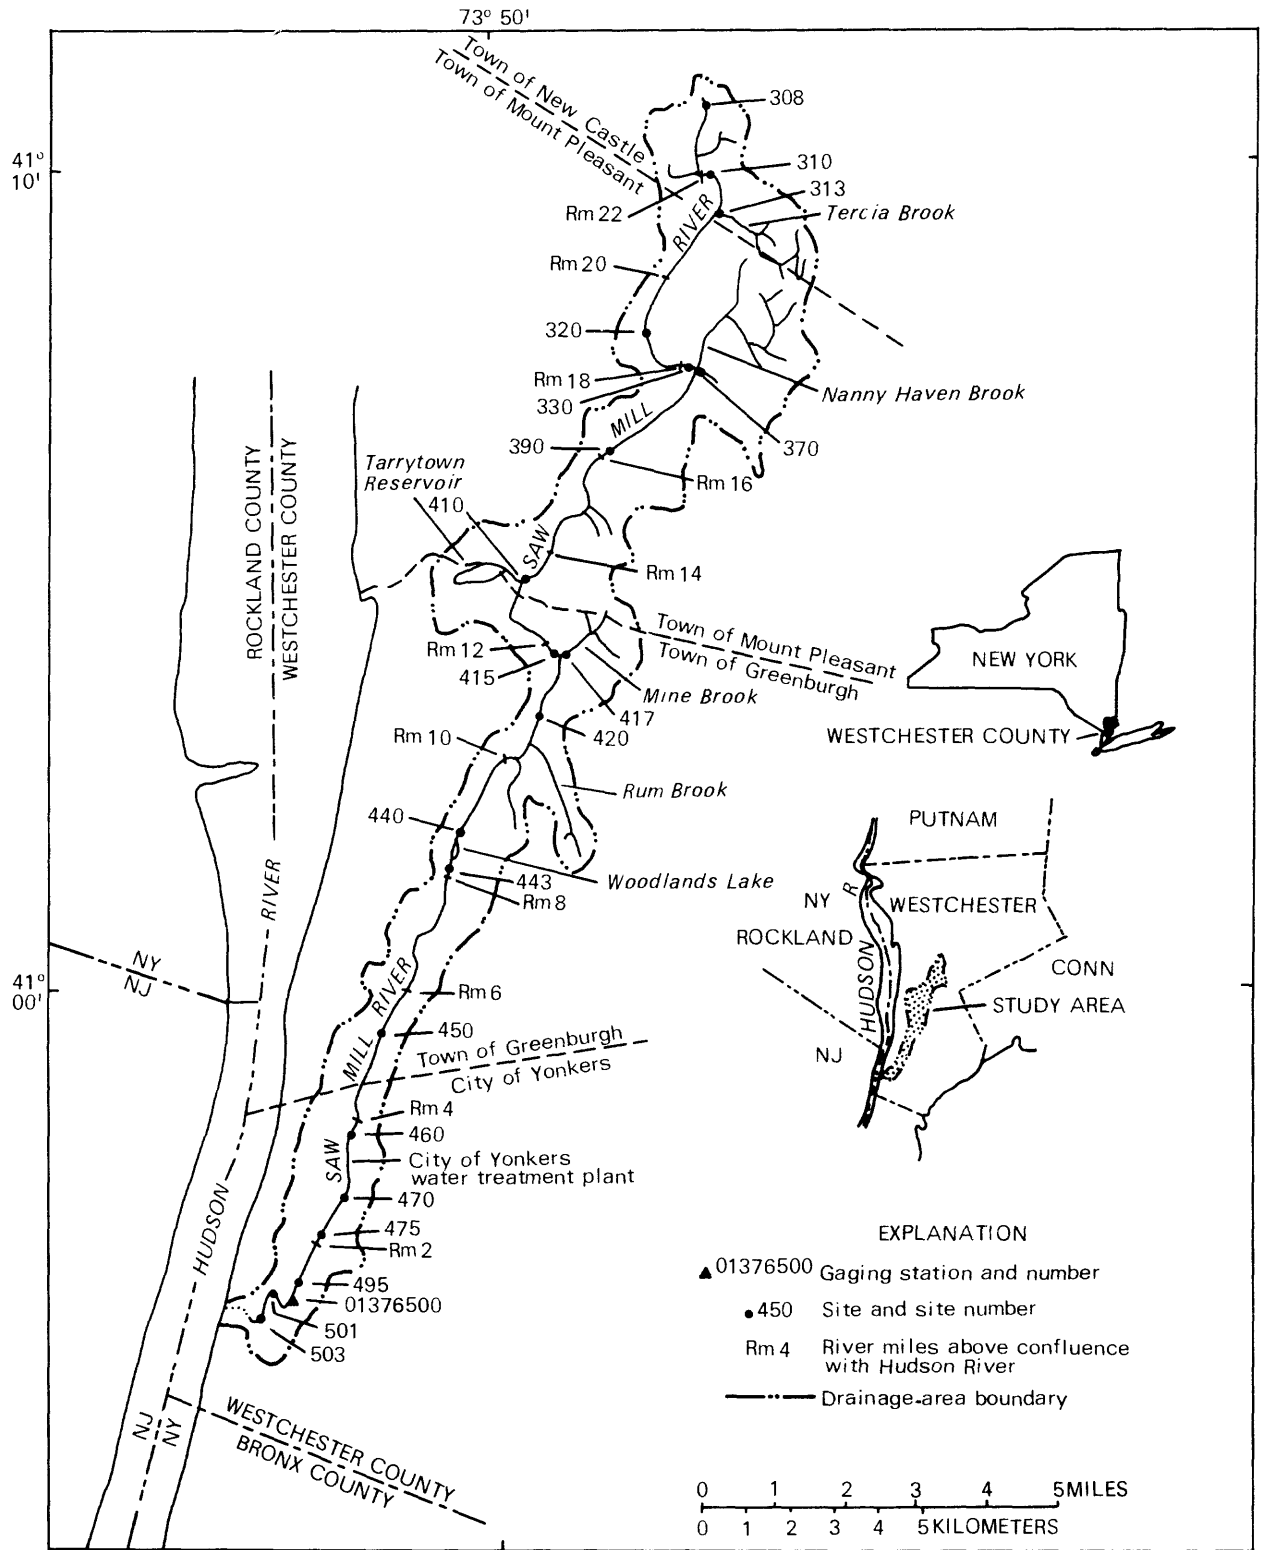 73° 50'
Town of New Castle
Town of Mount Pleasant
308
41°
10'
310
313
Rm 22
Tercia Brook
RIVER
Rm 20
320
Rm 18
330
Nanny Haven Brook
MILL
390
370
Tarrytown
Reservoir
410
Rm 16
ROCKLAND COUNTY
WESTCHESTER COUNTY
SAW
Rm 14
Town of Mount Pleasant
Town of Greenburgh
Rm 12
415
Mine Brook
417
420
NEW YORK
WESTCHESTER COUNTY
Rm 10
Rum Brook
440
443
Woodlands Lake
Rm 8
PUTNAM
NY
R
WESTCHESTER
ROCKLAND
HUDSON
CONN
STUDY AREA
NJ
RIVER
NY
NJ
41°
00'
RIVER
Rm 6
450
MILL
Town of Greenburgh
City of Yonkers
Rm 4
460
SAW
City of Yonkers
water treatment plant
470
HUDSON
475
Rm 2
495
01376500
501
503
NJ
NY
WESTCHESTER COUNTY
BRONX COUNTY
EXPLANATION
01376500 Gaging station and number
450 Site and site number
Rm 4 River miles above confluence
with Hudson River
Drainage-area boundary
0 1 2 3 4 5 MILES
0 1 2 3 4 5 KILOMETERS